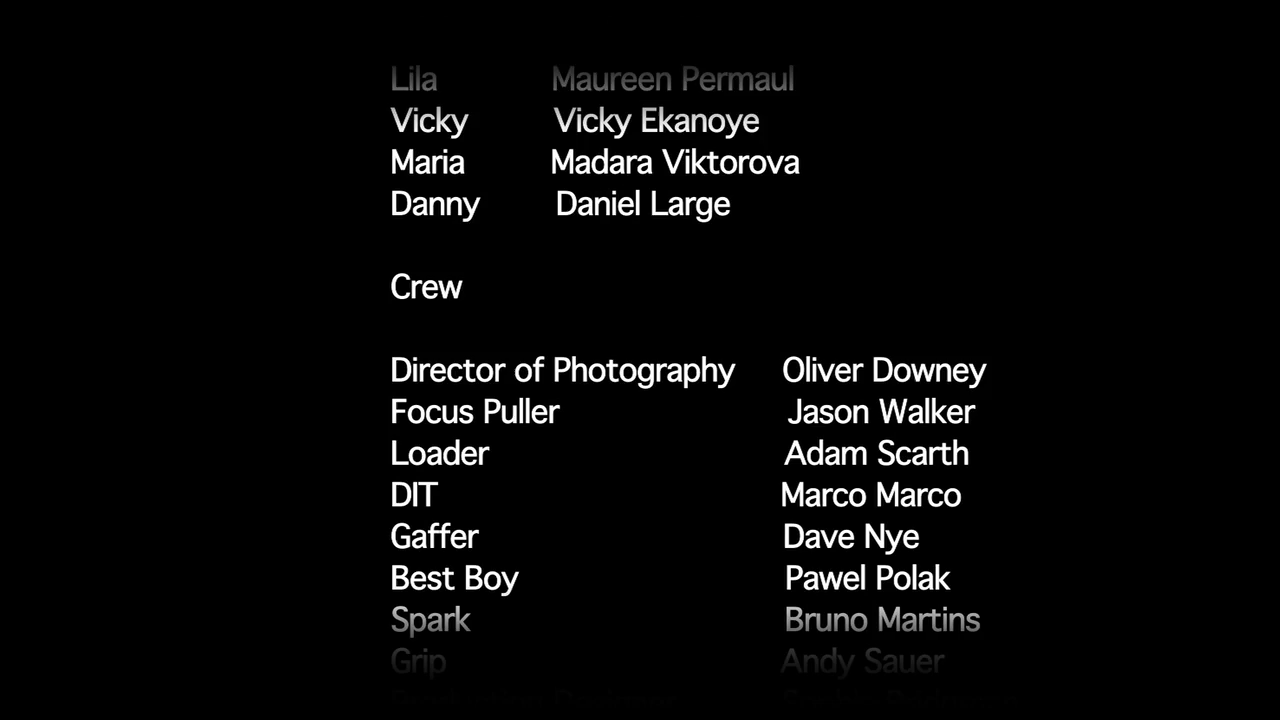 Lila Maureen Permaul
Vicky Vicky Ekanoye
Maria Madara Viktorova
Danny Daniel Large
Crew
Director of Photography Oliver Downey
Focus Puller Jason Walker
Loader Adam Scarth
DIT Marco Marco
Gaffer Dave Nye
Best Boy Pawel Polak
Spark Bruno Martins
Grip Andy Sauer